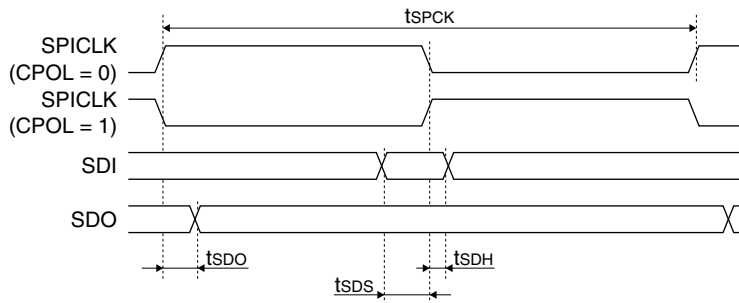 tSPCK
SPICLK
(CPOL = 0)
SPICLK
(CPOL = 1)
SDI
SDO
tSDO
tSDH
tSDS